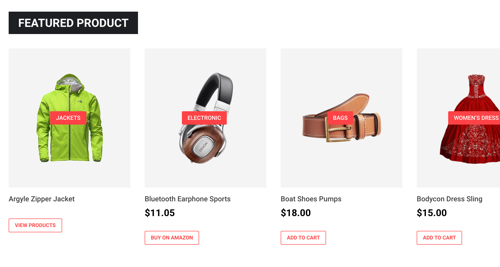 FEATURED PRODUCT
JACKETS
ELECTRONIC
BAGS
WOMEN'S DRESS
Argyle Zipper Jacket
Bluetooth Earphone Sports
Boat Shoes Pumps
Bodycon Dress Sling
$11.05
$18.00
$15.00
VIEW PRODUCTS
BUY ON AMAZON
ADD TO CART
ADD TO CART